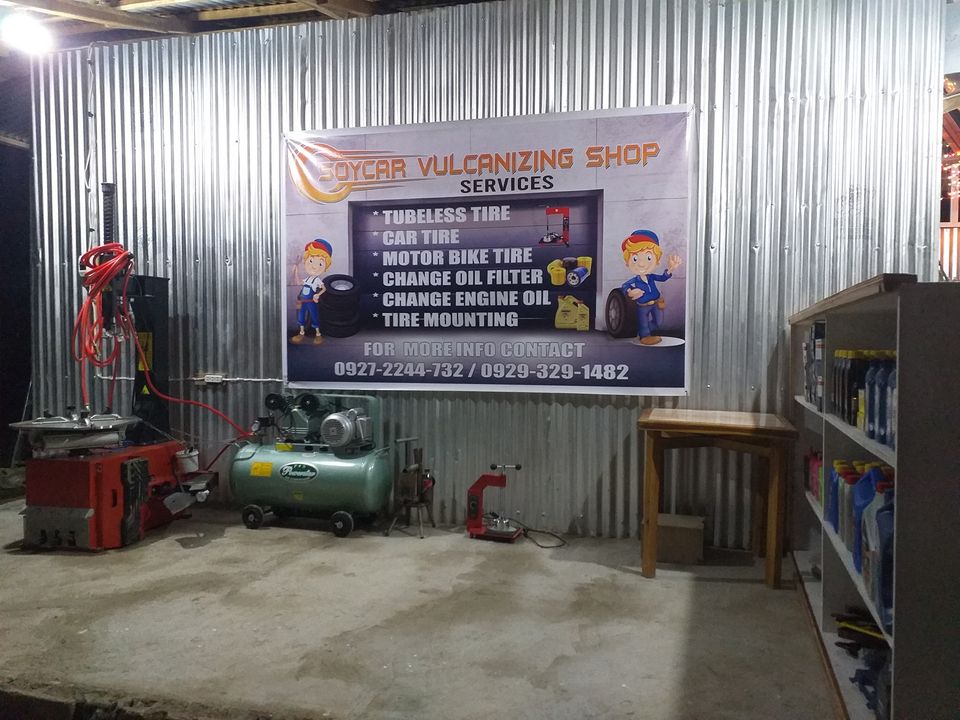 SOYCAR VULCANIZING SHOP
SERVICES
* TUBELESS TIRE
* CAR TIRE
* MOTOR BIKE TIRE
* CHANGE OIL FILTER
* CHANGE ENGINE OIL
* TIRE MOUNTING
FOR MORE INFO CONTACT
0927-2244-732 / 0929-329-1482